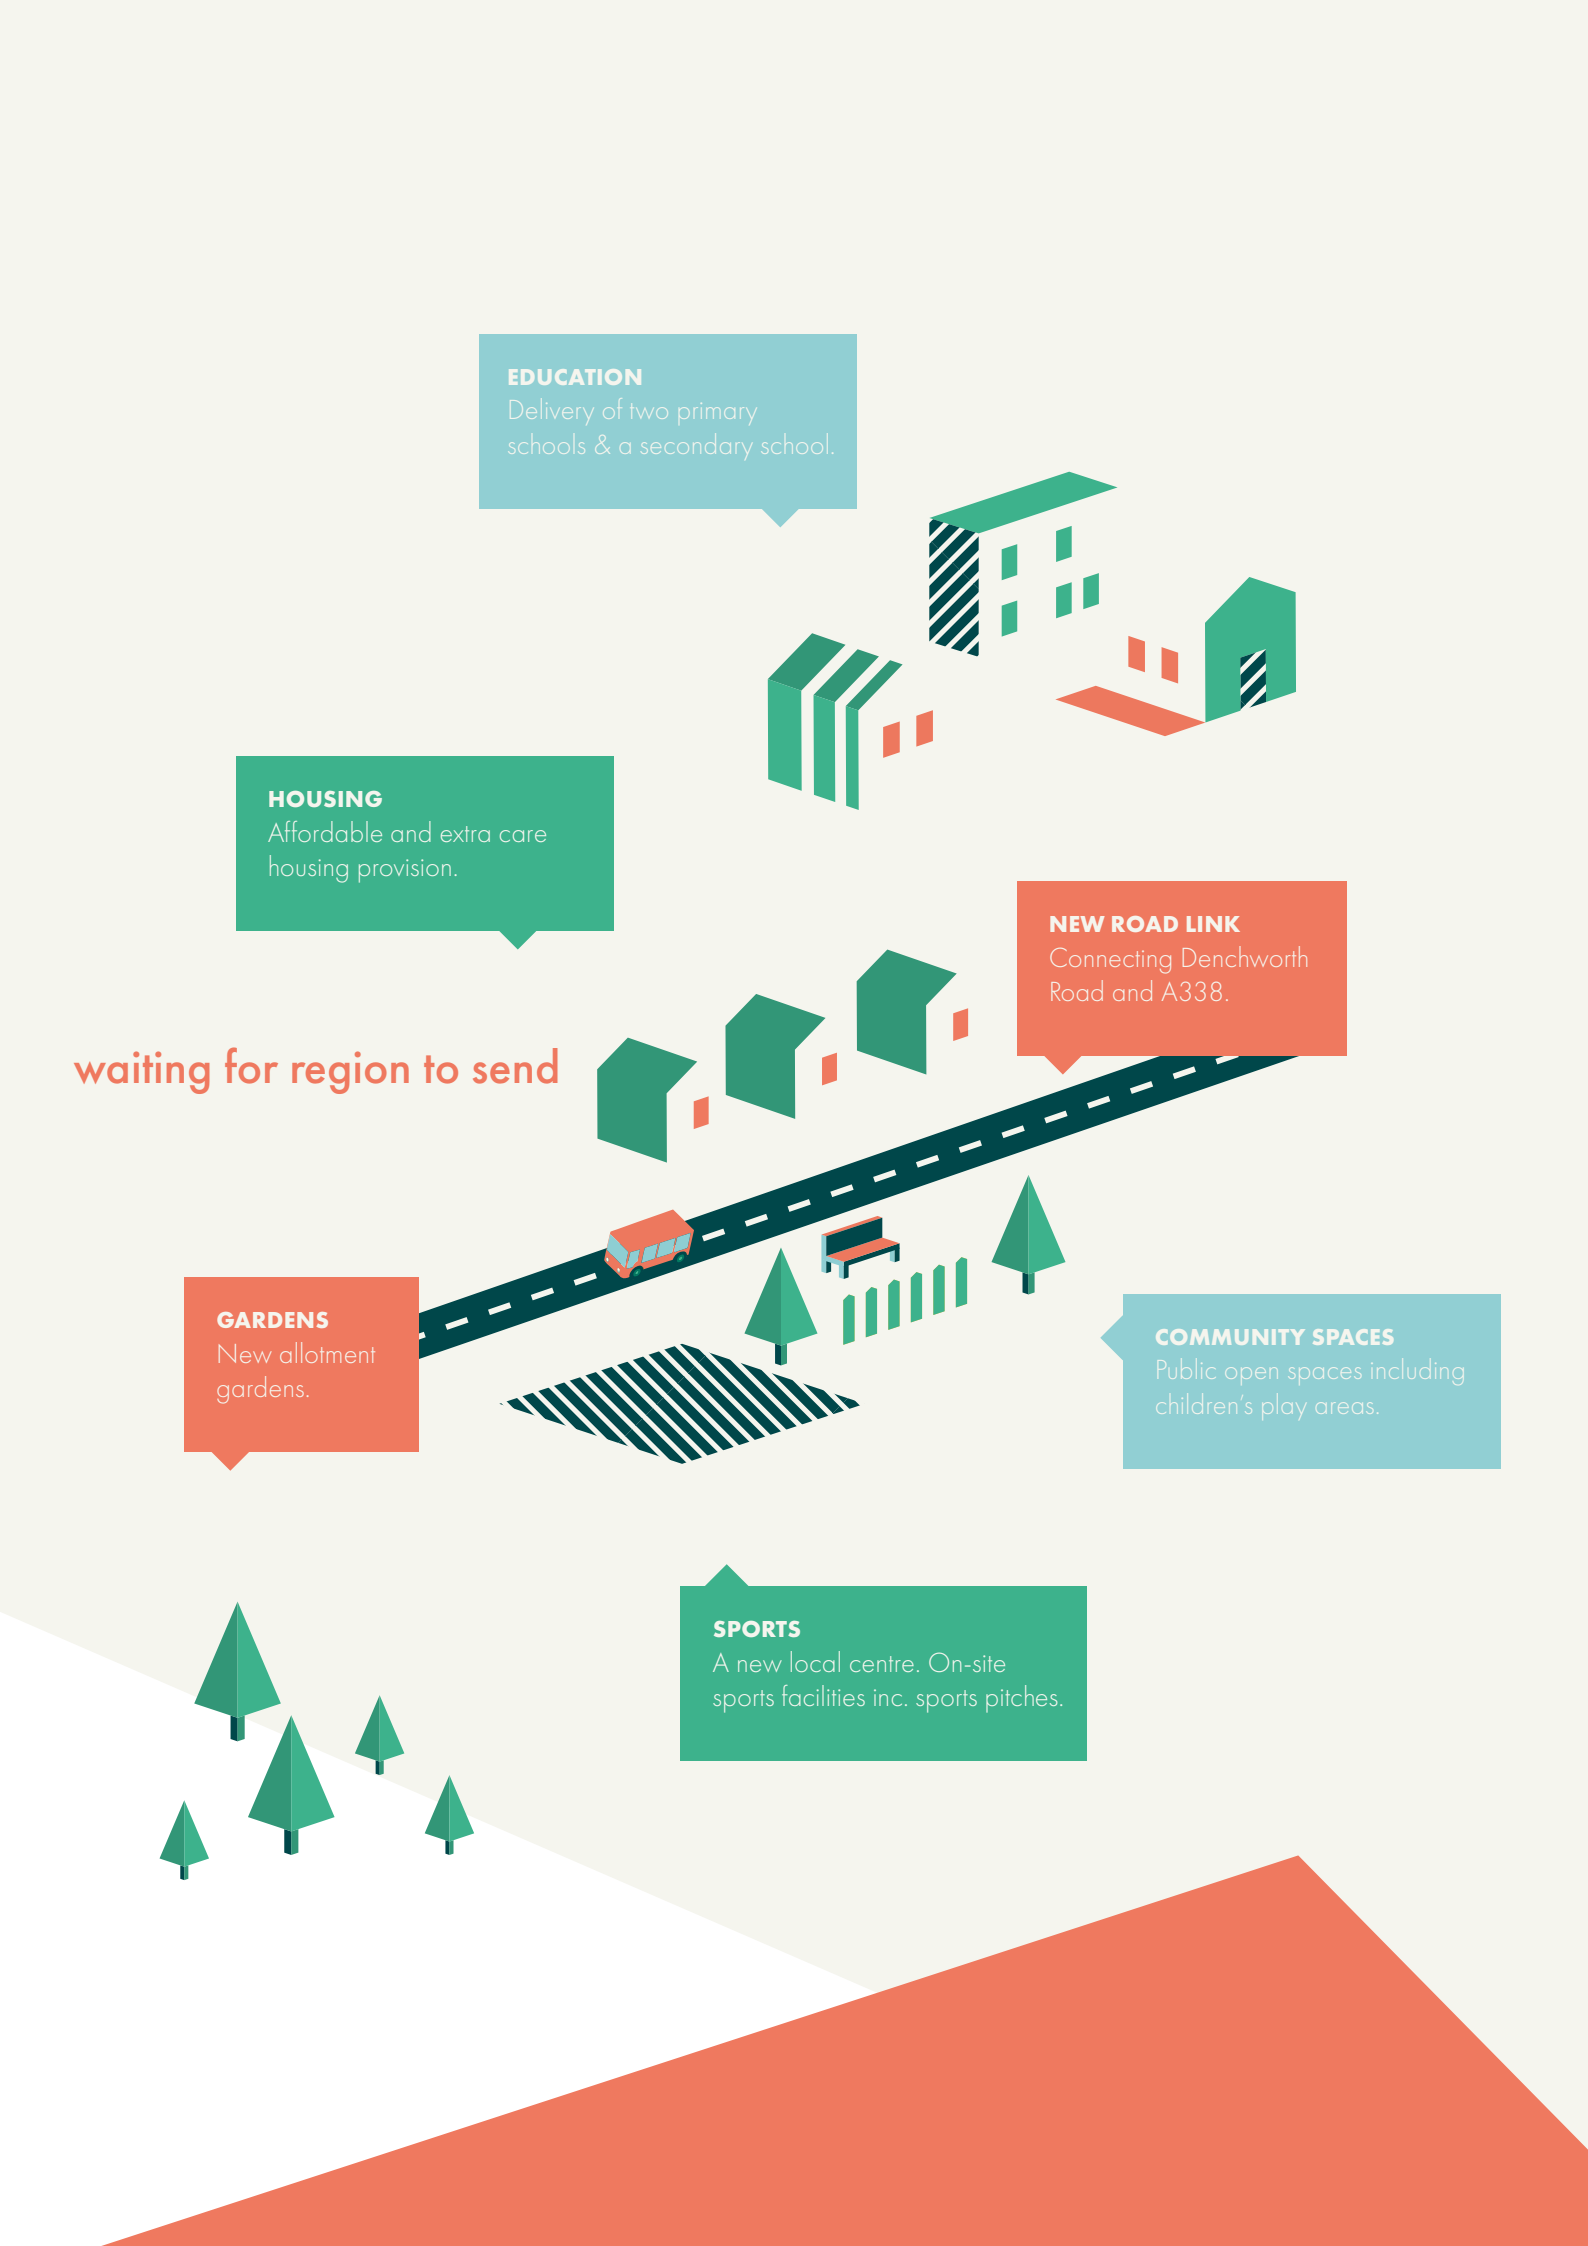 EDUCATION
Delivery of two primary
schools & a secondary school.
HOUSING
Affordable and extra care
housing provision.
NEW ROAD LINK
Connecting Denchworth
Road and A338.
waiting for region to send
GARDENS
New allotment
gardens.
COMMUNITY SPACES
Public open spaces including
children’s play areas.
SPORTS
A new local centre. On-site
sports facilities inc. sports pitches.